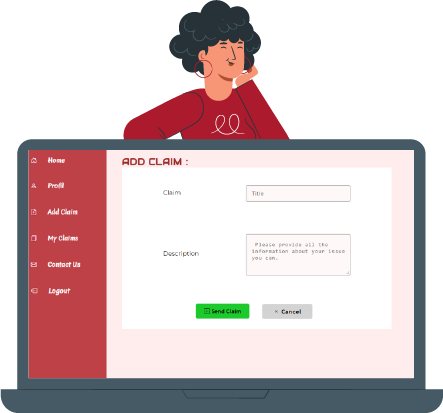 ADD CLAIM :
Home
Profil
Add Claim
My Claims
Contact Us
Logout
Claim
Title
Description
Please provide all the
information about your issue
you can.
Send Claim
× Cancel